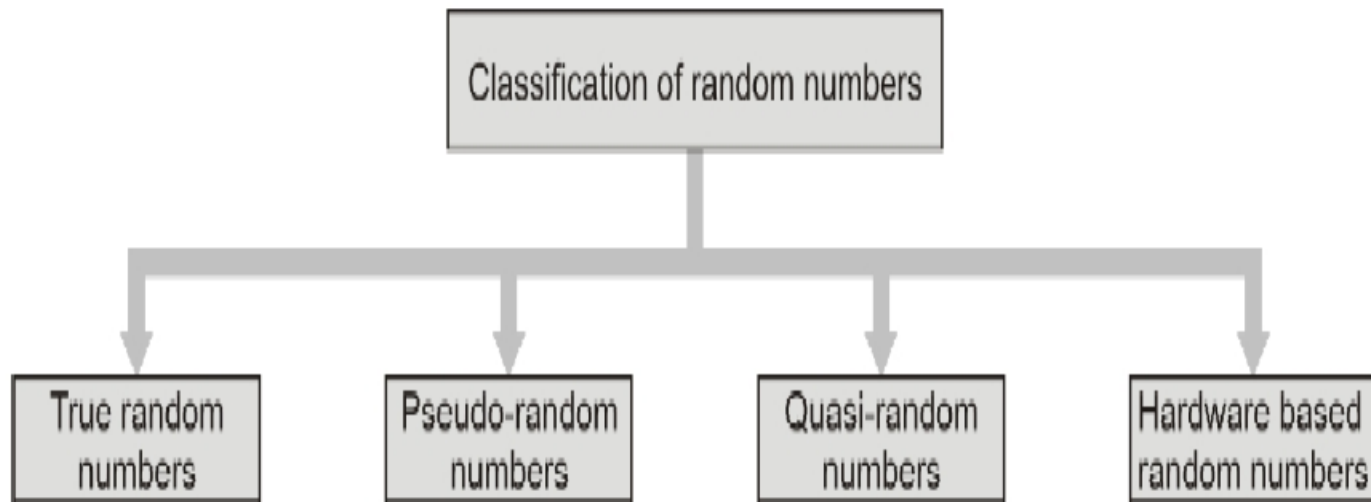 Classification of random numbers
True random
numbers
Pseudo-random
numbers
Quasi-random
numbers
Hardware based
random numbers